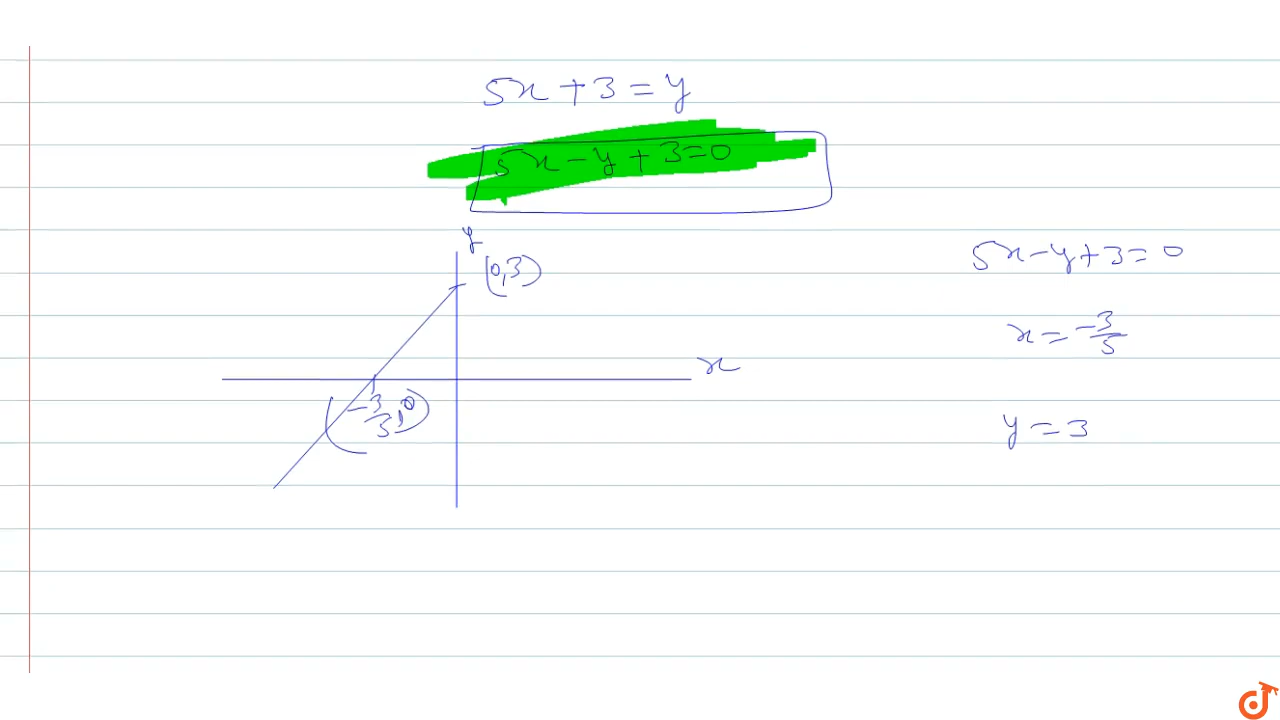 5x + 3 = y
5x - y + 3 = 0
y
(0,3)
x
(-3/5, 0)
5x - y + 3 = 0
x = -3/5
y = 3